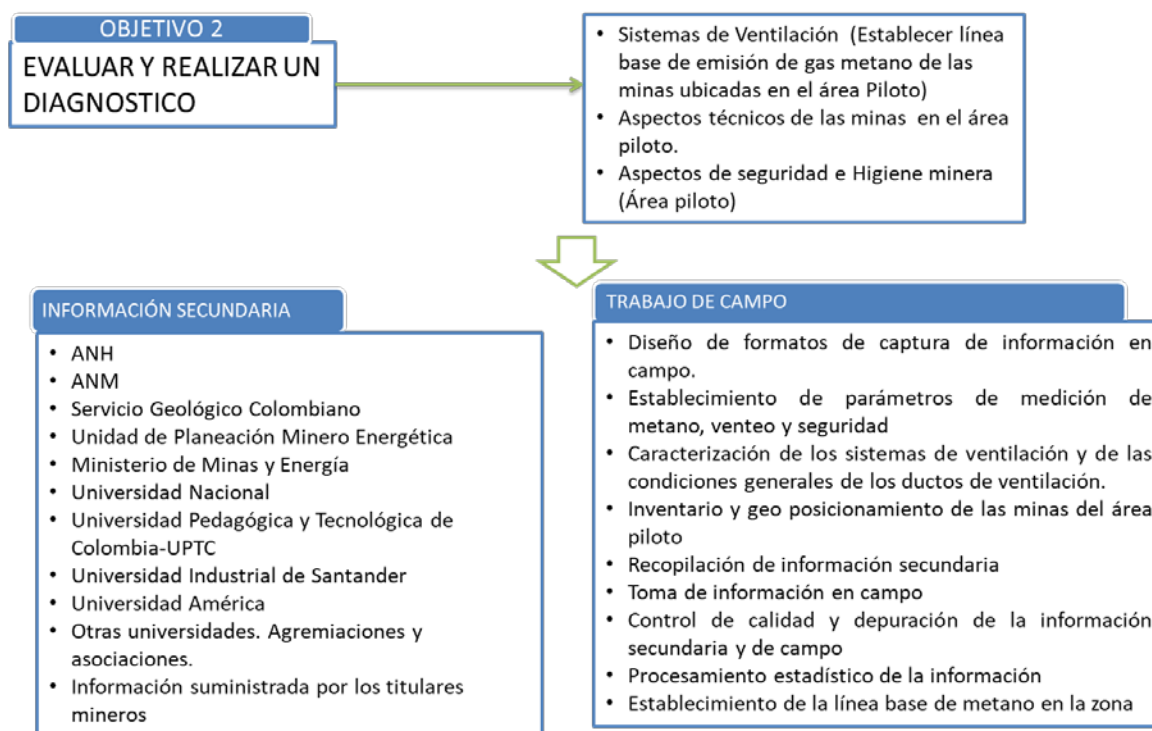 OBJETIVO 2
EVALUAR Y REALIZAR UN
DIAGNOSTICO
• Sistemas de Ventilación (Establecer línea
base de emisión de gas metano de las
minas ubicadas en el área Piloto)
• Aspectos técnicos de las minas en el área
piloto.
• Aspectos de seguridad e Higiene minera
(Área piloto)
INFORMACIÓN SECUNDARIA
• ANH
• ANM
• Servicio Geológico Colombiano
• Unidad de Planeación Minero Energética
• Ministerio de Minas y Energía
• Universidad Nacional
• Universidad Pedagógica y Tecnológica de
Colombia-UPTC
• Universidad Industrial de Santander
• Universidad América
• Otras universidades. Agremiaciones y
asociaciones.
• Información suministrada por los titulares
mineros
TRABAJO DE CAMPO
• Diseño de formatos de captura de información en
campo.
• Establecimiento de parámetros de medición de
metano, venteo y seguridad
• Caracterización de los sistemas de ventilación y de las
condiciones generales de los ductos de ventilación.
• Inventario y geo posicionamiento de las minas del área
piloto
• Recopilación de información secundaria
• Toma de información en campo
• Control de calidad y depuración de la información
secundaria y de campo
• Procesamiento estadístico de la información
• Establecimiento de la línea base de metano en la zona